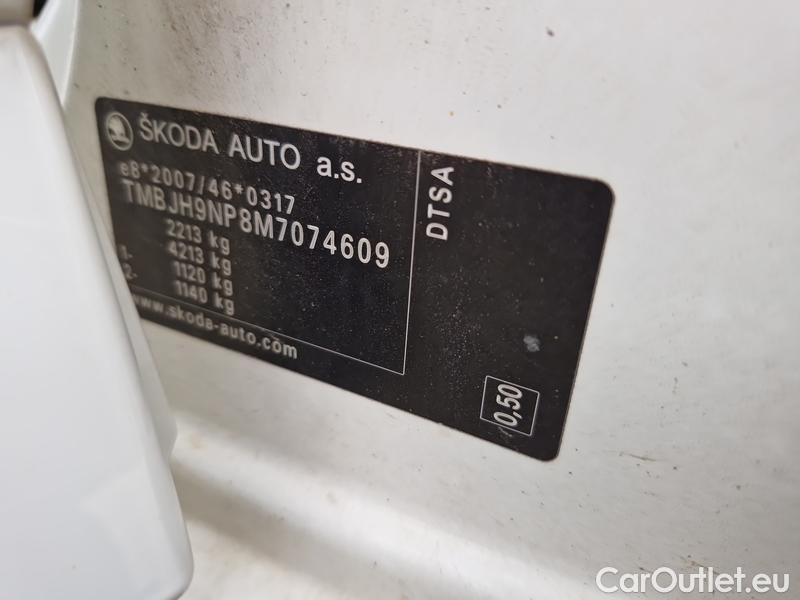 ŠKODA AUTO a.s.
e8*2007/46*0317
TMBJH9NP8M7074609
2213 kg
1- 4213 kg
2- 1120 kg
1140 kg
www.skoda-auto.com
DTSA
0,50
CarOutlet.eu